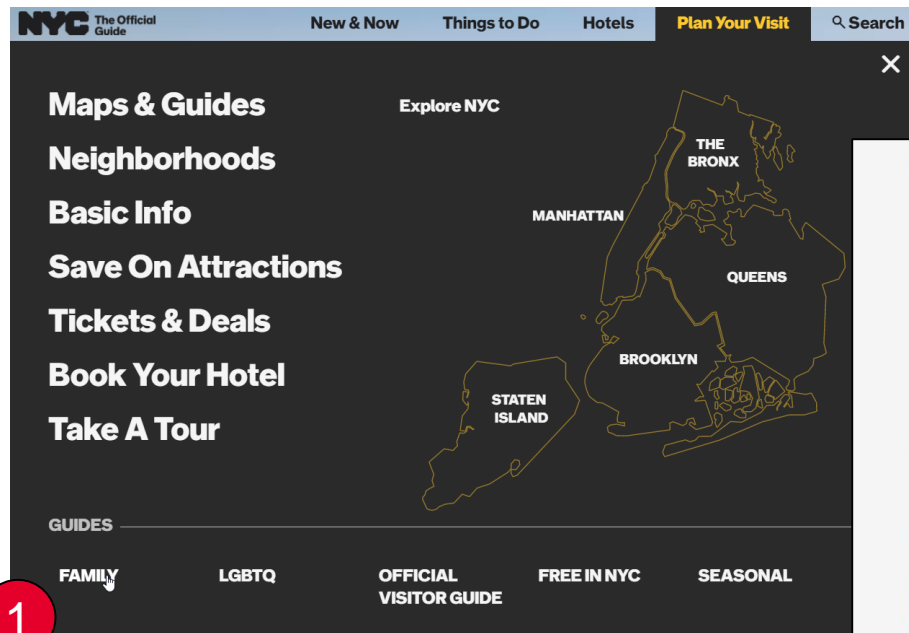 NYC The Official Guide
New & Now
Things to Do
Hotels
Plan Your Visit
Search
Maps & Guides
Neighborhoods
Basic Info
Save On Attractions
Tickets & Deals
Book Your Hotel
Take A Tour
Explore NYC
THE
BRONX
MANHATTAN
QUEENS
BROOKLYN
STATEN
ISLAND
GUIDES
FAMILY
LGBTQ
OFFICIAL
VISITOR GUIDE
FREE IN NYC
SEASONAL
1